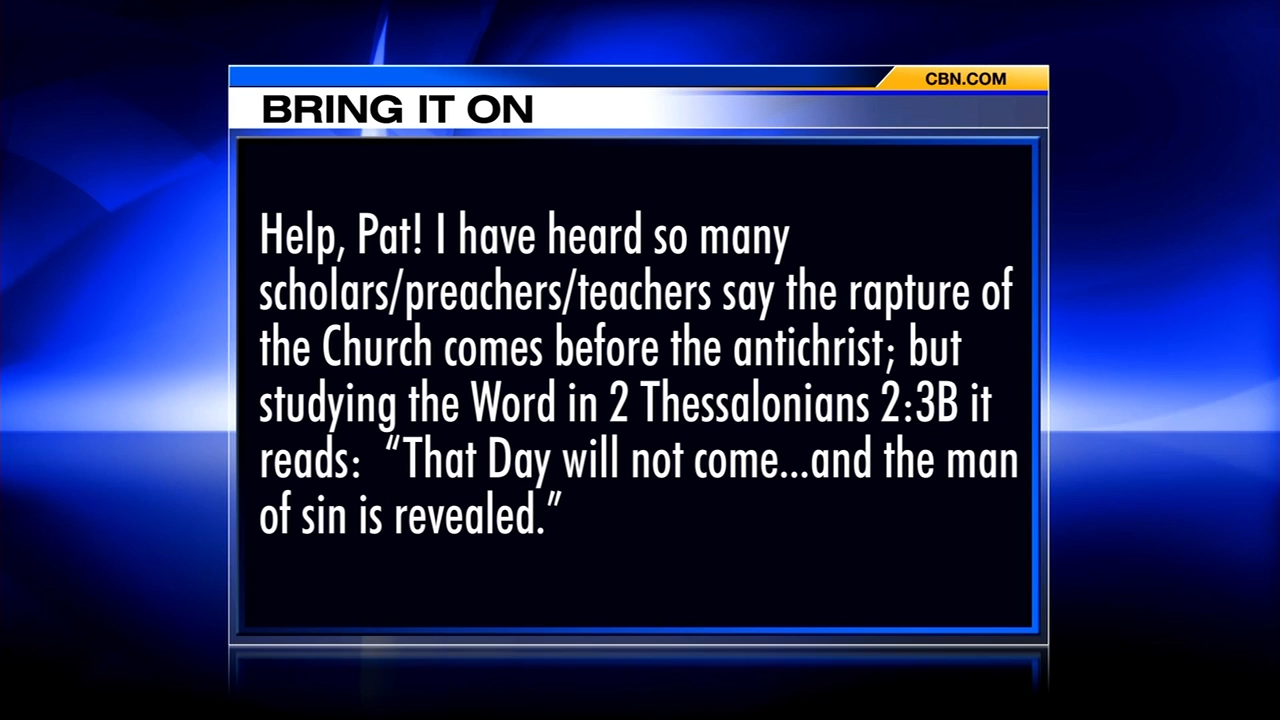 CBN.COM
BRING IT ON
Help, Pat! I have heard so many
scholars/preachers/teachers say the rapture of
the Church comes before the antichrist; but
studying the Word in 2 Thessalonians 2:3B it
reads:  “That Day will not come...and the man
of sin is revealed.”